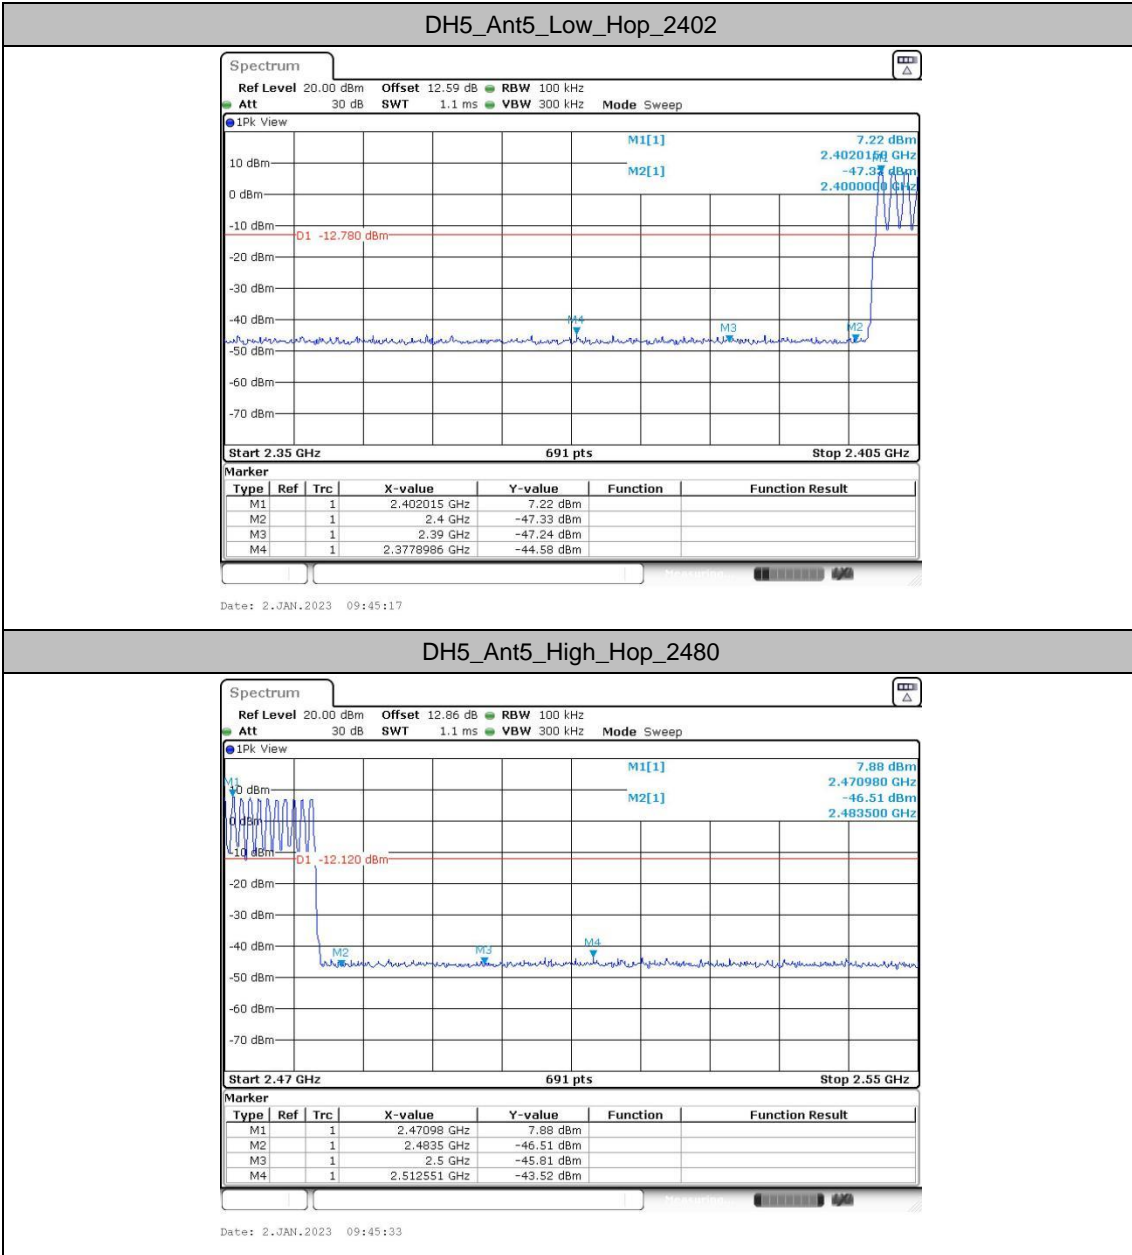 DH5_Ant5_Low_Hop_2402
Spectrum
Ref Level 20.00 dBm Offset 12.59 dB RBW 100 kHz
Att 30 dB SWT 1.1 ms VBW 300 kHz Mode Sweep
1Pk View
M1[1] 7.22 dBm
2.4020150 GHz
M2[1] -47.33 dBm
2.4000000 GHz
M1
10 dBm
0 dBm
-10 dBm
D1 -12.780 dBm
-20 dBm
-30 dBm
-40 dBm
M4
M3
M2
-50 dBm
-60 dBm
-70 dBm
Start 2.35 GHz 691 pts Stop 2.405 GHz
Marker
Type Ref Trc X-value Y-value Function Function Result
M1 1 2.402015 GHz 7.22 dBm
M2 1 2.4 GHz -47.33 dBm
M3 1 2.39 GHz -47.24 dBm
M4 1 2.3778986 GHz -44.58 dBm
Measuring...
Date: 2.JAN.2023 09:45:17
DH5_Ant5_High_Hop_2480
Spectrum
Ref Level 20.00 dBm Offset 12.86 dB RBW 100 kHz
Att 30 dB SWT 1.1 ms VBW 300 kHz Mode Sweep
1Pk View
M1[1] 7.88 dBm
2.470980 GHz
M2[1] -46.51 dBm
2.483500 GHz
M1
10 dBm
0 dBm
-10 dBm
D1 -12.120 dBm
-20 dBm
-30 dBm
-40 dBm
M2
M3
M4
-50 dBm
-60 dBm
-70 dBm
Start 2.47 GHz 691 pts Stop 2.55 GHz
Marker
Type Ref Trc X-value Y-value Function Function Result
M1 1 2.47098 GHz 7.88 dBm
M2 1 2.4835 GHz -46.51 dBm
M3 1 2.5 GHz -45.81 dBm
M4 1 2.512551 GHz -43.52 dBm
Measuring...
Date: 2.JAN.2023 09:45:33